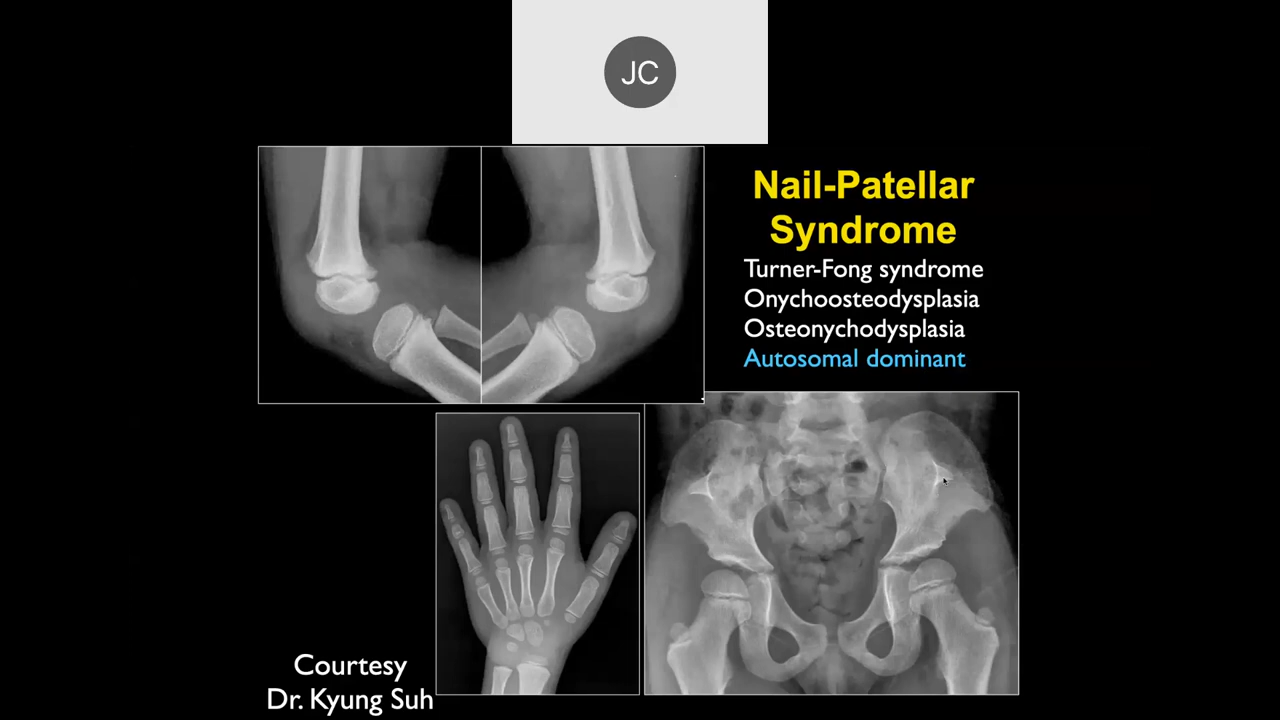 JC
Nail-Patellar
Syndrome
Turner-Fong syndrome
Onychoosteodysplasia
Osteonychodysplasia
Autosomal dominant
Courtesy
Dr. Kyung Suh